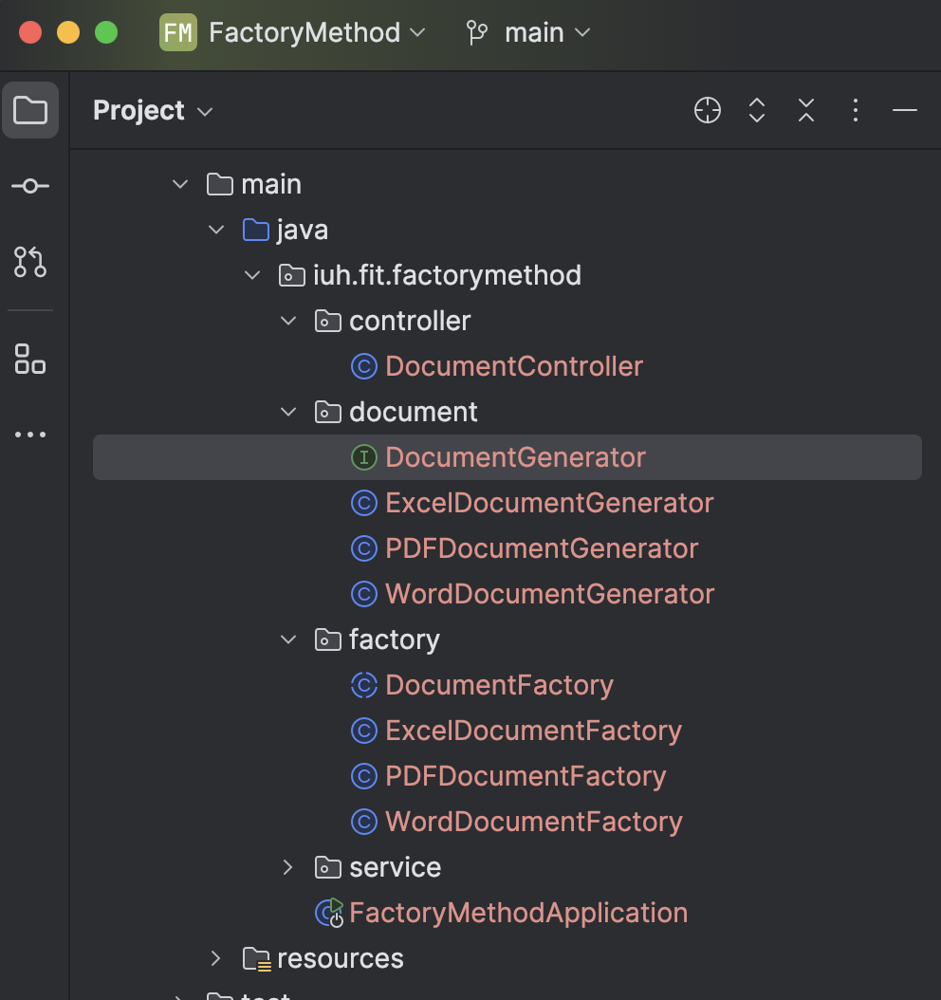 FM FactoryMethod main
Project
main
java
iuh.fit.factorymethod
controller
C DocumentController
document
I DocumentGenerator
C ExcelDocumentGenerator
C PDFDocumentGenerator
C WordDocumentGenerator
factory
C DocumentFactory
C ExcelDocumentFactory
C PDFDocumentFactory
C WordDocumentFactory
service
C FactoryMethodApplication
resources
test